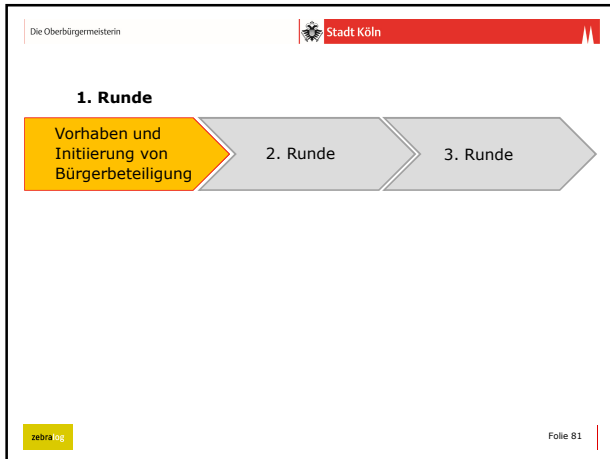 Die Oberbürgermeisterin
Stadt Köln
1. Runde
Vorhaben und
Initiierung von
Bürgerbeteiligung
2. Runde
3. Runde
zebralog
Folie 81